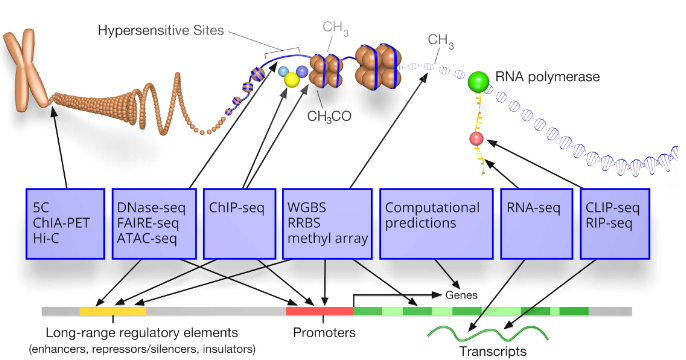 Hypersensitive Sites
CH3
CH3
RNA polymerase
CH3CO
5C
ChIA-PET
Hi-C
DNase-seq
FAIRE-seq
ATAC-seq
ChIP-seq
WGBS
RRBS
methyl array
Computational
predictions
RNA-seq
CLIP-seq
RIP-seq
Genes
Long-range regulatory elements
(enhancers, repressors/silencers, insulators)
Promoters
Transcripts